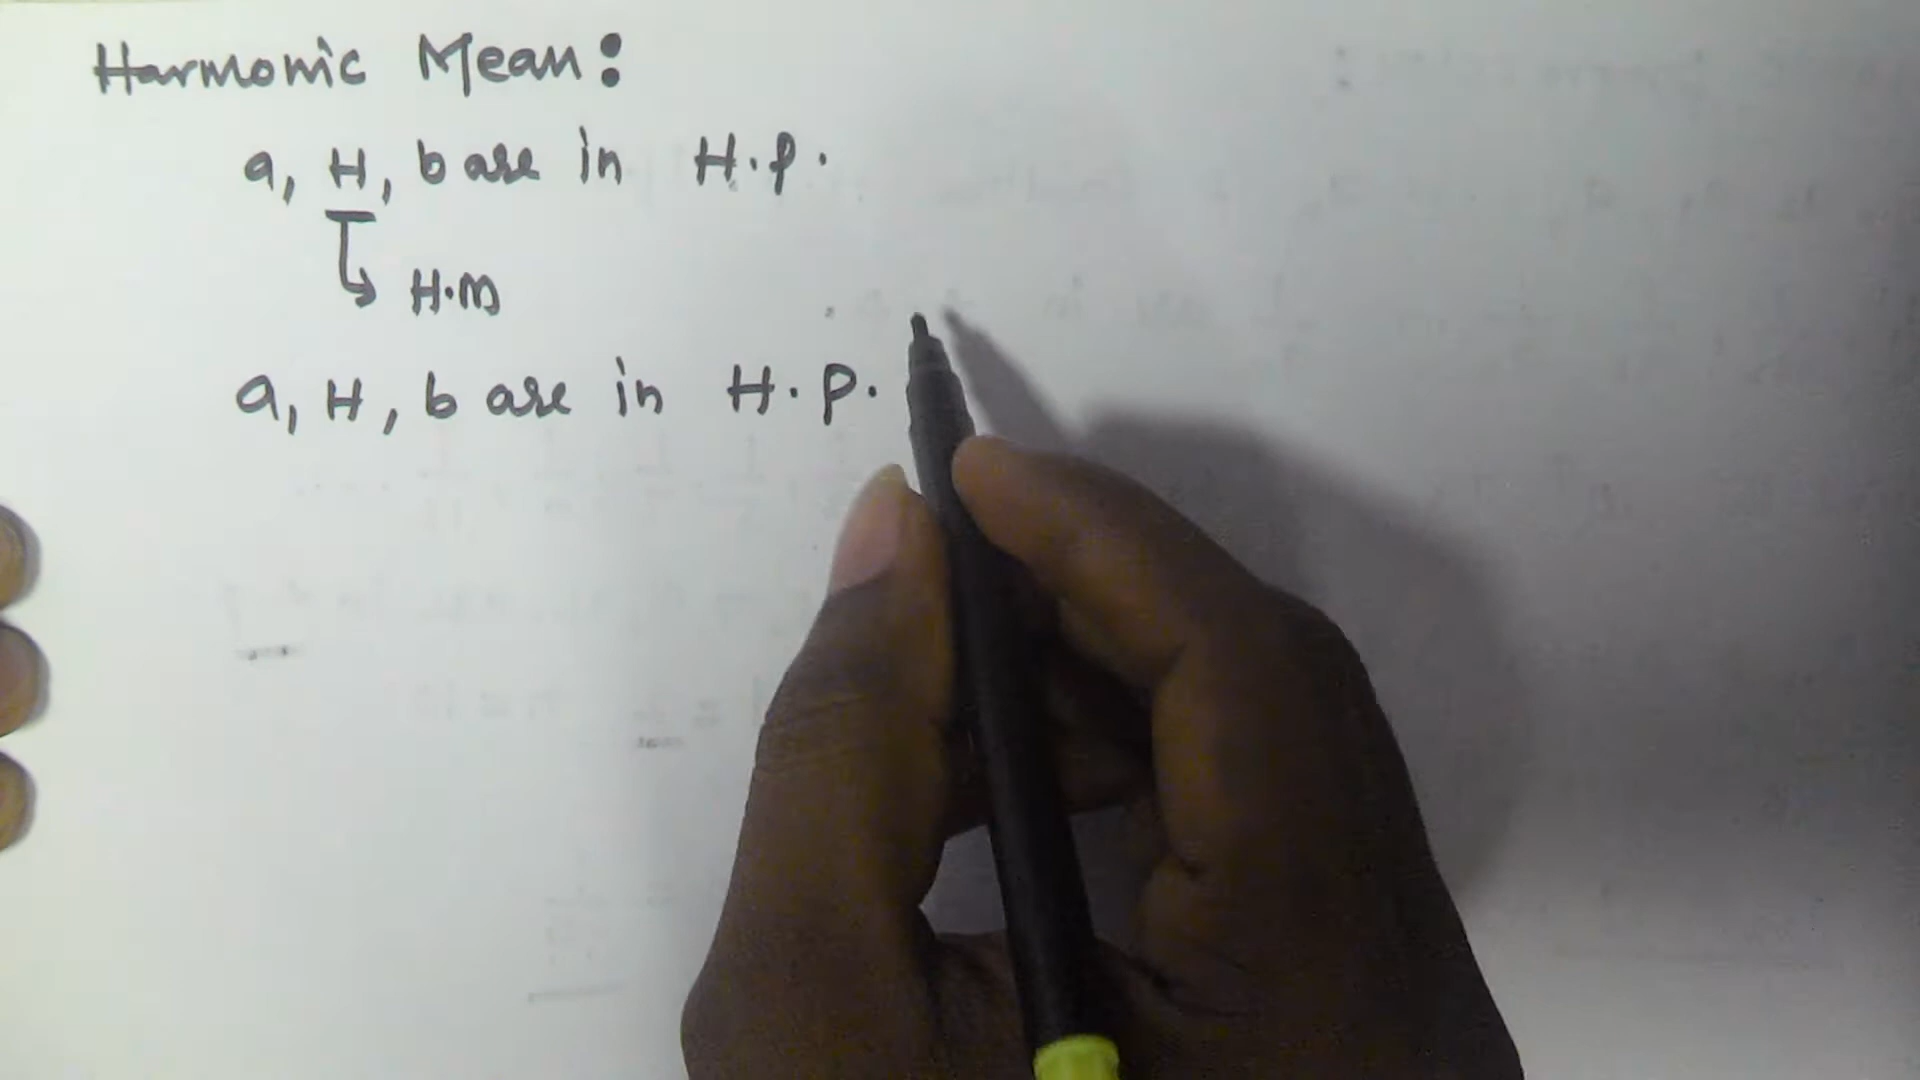 Harmonic Mean:
a, H, b are in H.P.
H.M
a, H, b are in H.P.